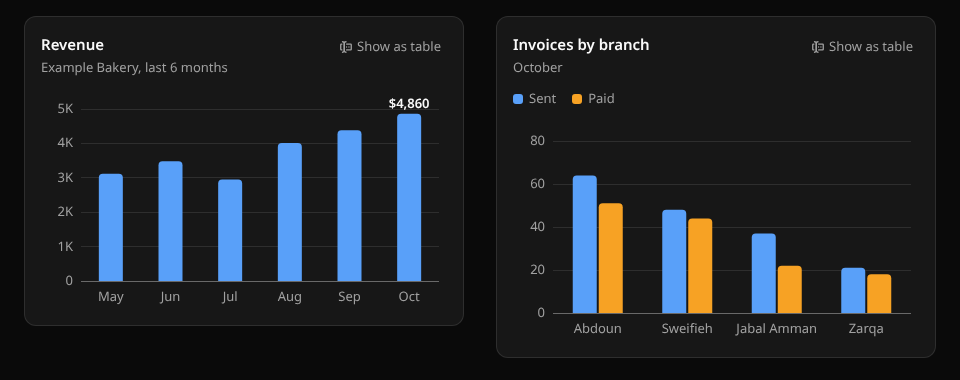 Revenue
Show as table
Example Bakery, last 6 months
$4,860
5K
4K
3K
2K
1K
0
May Jun Jul Aug Sep Oct
Invoices by branch
Show as table
October
Sent Paid
80
60
40
20
0
Abdoun Sweifieh Jabal Amman Zarqa